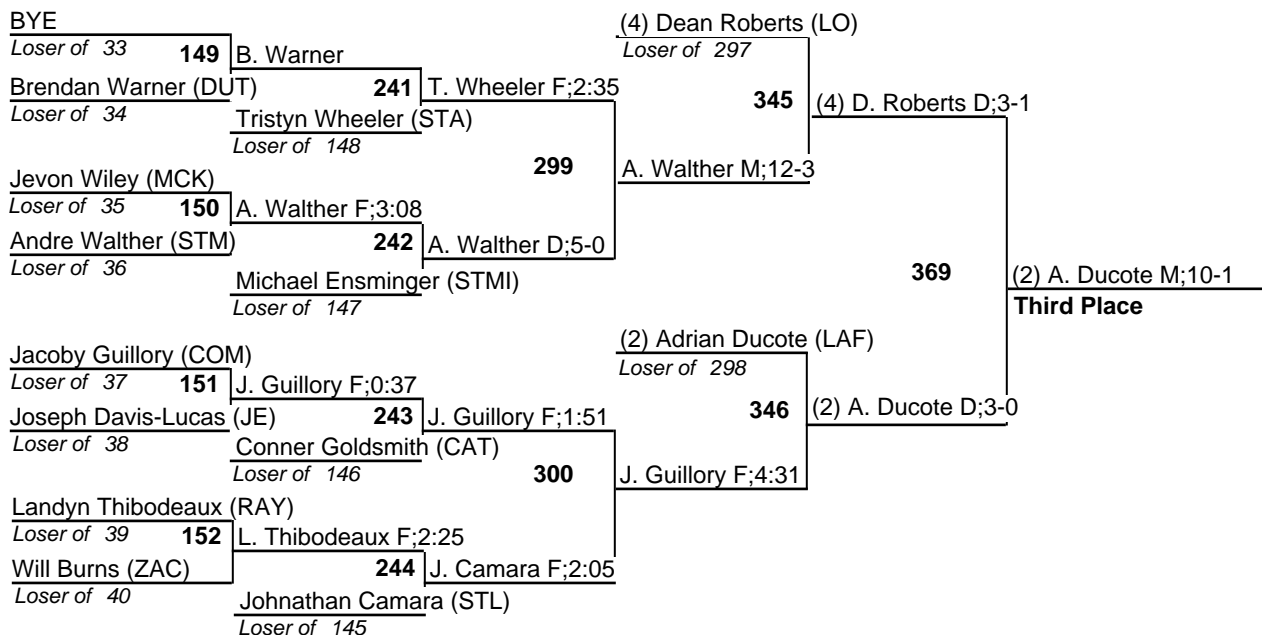 BYE
Loser of 33
149
B. Warner
Brendan Warner (DUT)
Loser of 34
241
T. Wheeler F;2:35
Tristyn Wheeler (STA)
Loser of 148
299
Jevon Wiley (MCK)
Loser of 35
150
A. Walther F;3:08
Andre Walther (STM)
Loser of 36
242
A. Walther D;5-0
Michael Ensminger (STMI)
Loser of 147
(4) Dean Roberts (LO)
Loser of 297
345
(4) D. Roberts D;3-1
A. Walther M;12-3
369
(2) A. Ducote M;10-1
Third Place
Jacoby Guillory (COM)
Loser of 37
151
J. Guillory F;0:37
Joseph Davis-Lucas (JE)
Loser of 38
243
J. Guillory F;1:51
Conner Goldsmith (CAT)
Loser of 146
300
Landyn Thibodeaux (RAY)
Loser of 39
152
L. Thibodeaux F;2:25
Will Burns (ZAC)
Loser of 40
244
J. Camara F;2:05
Johnathan Camara (STL)
Loser of 145
(2) Adrian Ducote (LAF)
Loser of 298
346
(2) A. Ducote D;3-0
J. Guillory F;4:31